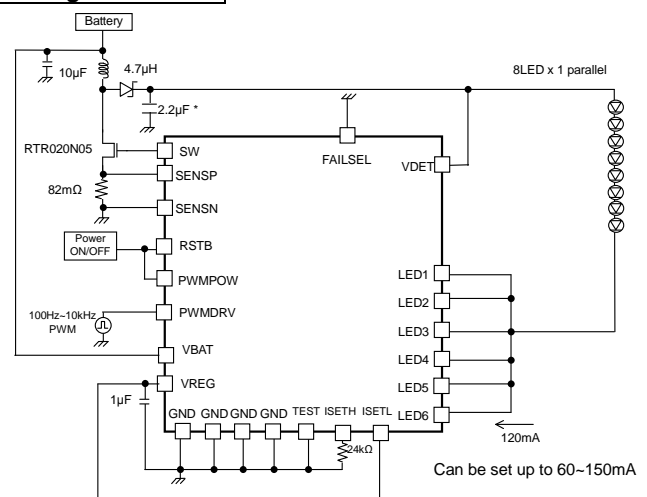 Battery
10μF
4.7μH
8LED x 1 parallel
2.2μF *
RTR020N05
SW
FAILSEL
VDET
SENSP
82mΩ
SENSN
Power
ON/OFF
RSTB
PWMPOW
LED1
LED2
100Hz~10kHz
PWM
PWMDRV
LED3
VBAT
LED4
VREG
LED5
1μF
GND GND GND GND TEST ISETH ISETL
LED6
24kΩ
120mA
Can be set up to 60~150mA